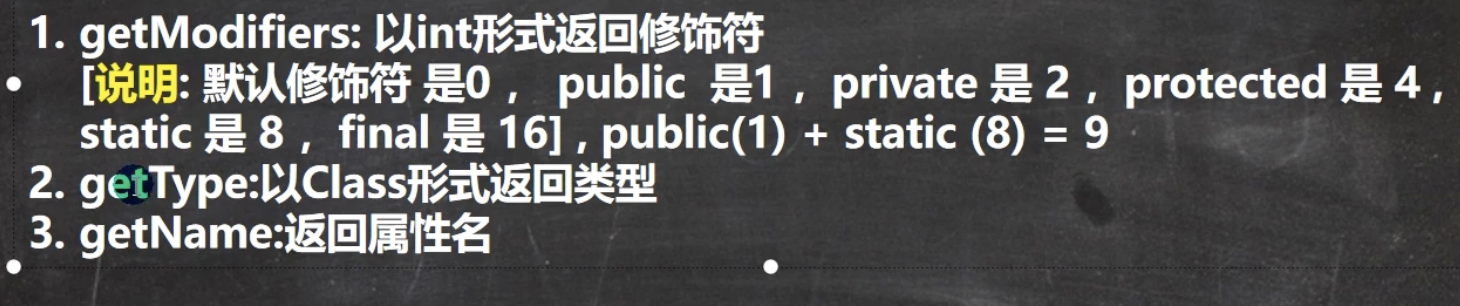 1. getModifiers: 以int形式返回修饰符
[说明: 默认修饰符 是0 ， public 是1 ，private 是 2 ，protected 是 4 ，
static 是 8 ， final 是 16] , public(1) + static (8) = 9
2. getType:以Class形式返回类型
3. getName:返回属性名